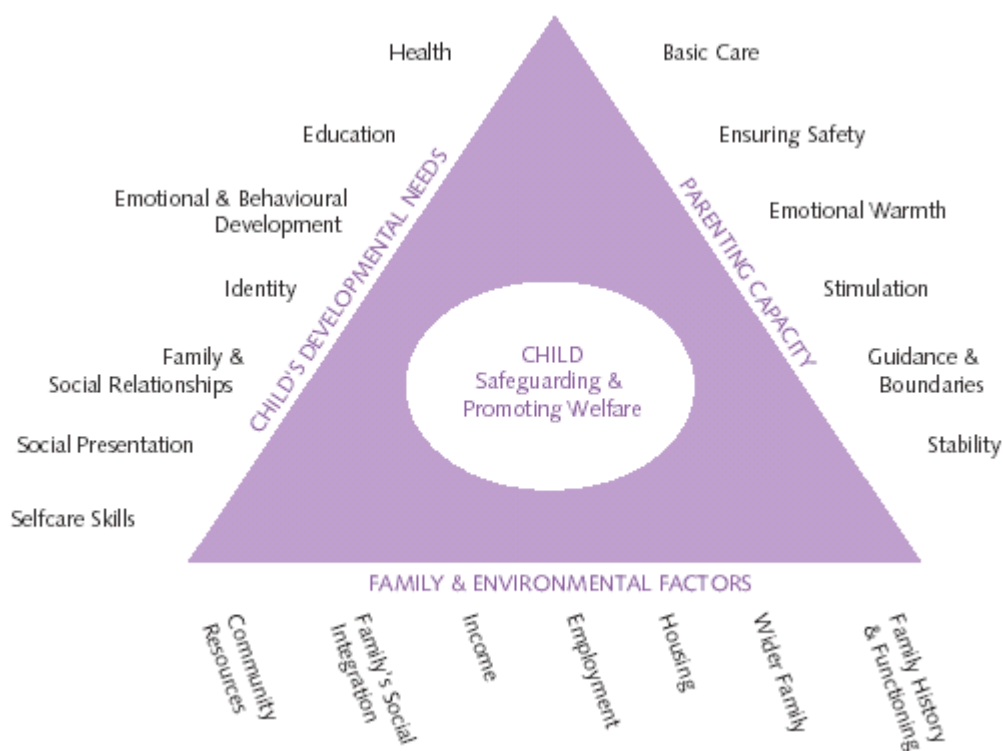 Health
Education
Emotional & Behavioural
Development
Identity
Family &
Social Relationships
Social Presentation
Selfcare Skills
CHILD'S DEVELOPMENTAL NEEDS
CHILD
Safeguarding &
Promoting Welfare
PARENTING CAPACITY
Basic Care
Ensuring Safety
Emotional Warmth
Stimulation
Guidance &
Boundaries
Stability
FAMILY & ENVIRONMENTAL FACTORS
Community
Resources
Family's Social
Integration
Income
Employment
Housing
Wider Family
Family History
& Functioning